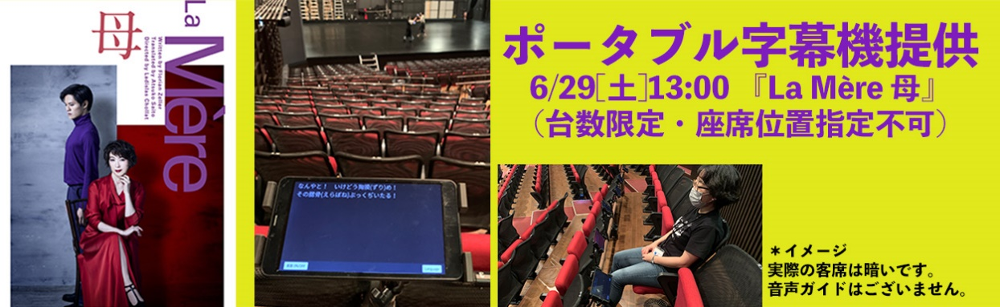 La Mère
母
Written by Florian Zeller
Translated by Atsuko Saito
Directed by Ladislas Chollat
なんやと！ いけどう掏摸(ずり)め！
その腮骨(えらぼね)ぶっくぢいたる！
Language
ポータブル字幕機提供
6/29[土]13:00 『La Mère 母』
（台数限定・座席位置指定不可）
＊イメージ
実際の客席は暗いです。
音声ガイドはございません。